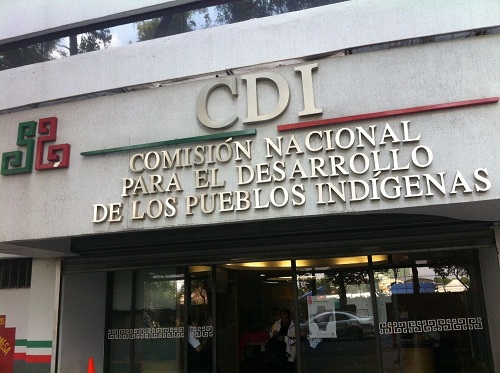 CDI
COMISIÓN NACIONAL
PARA EL DESARROLLO
DE LOS PUEBLOS INDÍGENAS